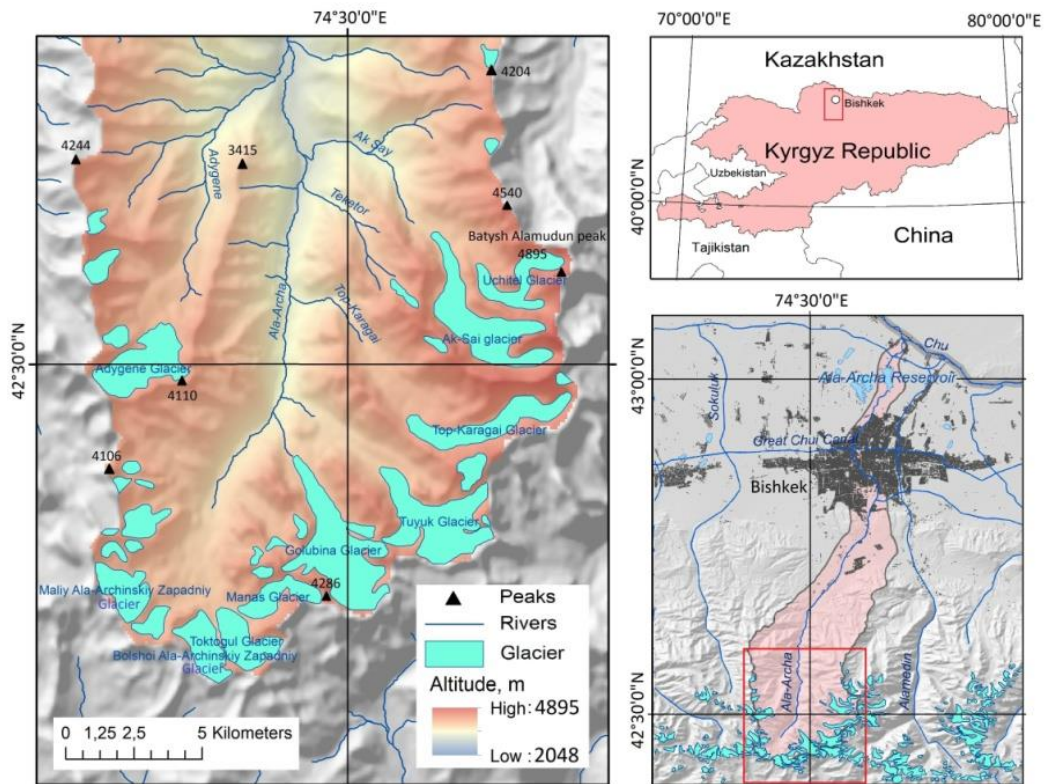 74°30'0"E
4204
4244
3415
Adygene
Ak Say
Teketor
4540
Batysh Alamudun peak
4895
Uchitel Glacier
Ala-Archa
Top-Karagai
Ak-Sai glacier
42°30'0"N
Adygene Glacier
4110
Top-Karagai Glacier
4106
Tuyuk Glacier
Golubina Glacier
Maliy Ala-Archinskiy Zapadniy
Glacier
Manas Glacier
4286
Toktogul Glacier
Bolshoi Ala-Archinskiy Zapadniy
Glacier
Peaks
Rivers
Glacier
Altitude, m
High: 4895
Low : 2048
0 1,25 2,5 5 Kilometers
70°00'0"E
80°00'0"E
Kazakhstan
Bishkek
Kyrgyz Republic
Uzbekistan
40°00'0"N
Tajikistan
China
74°30'0"E
Chu
Ala-Archa Reservoir
43°00'0"N
Sokuluk
Great Chui Canal
Bishkek
Ala-Archa
Alamedin
42°30'0"N